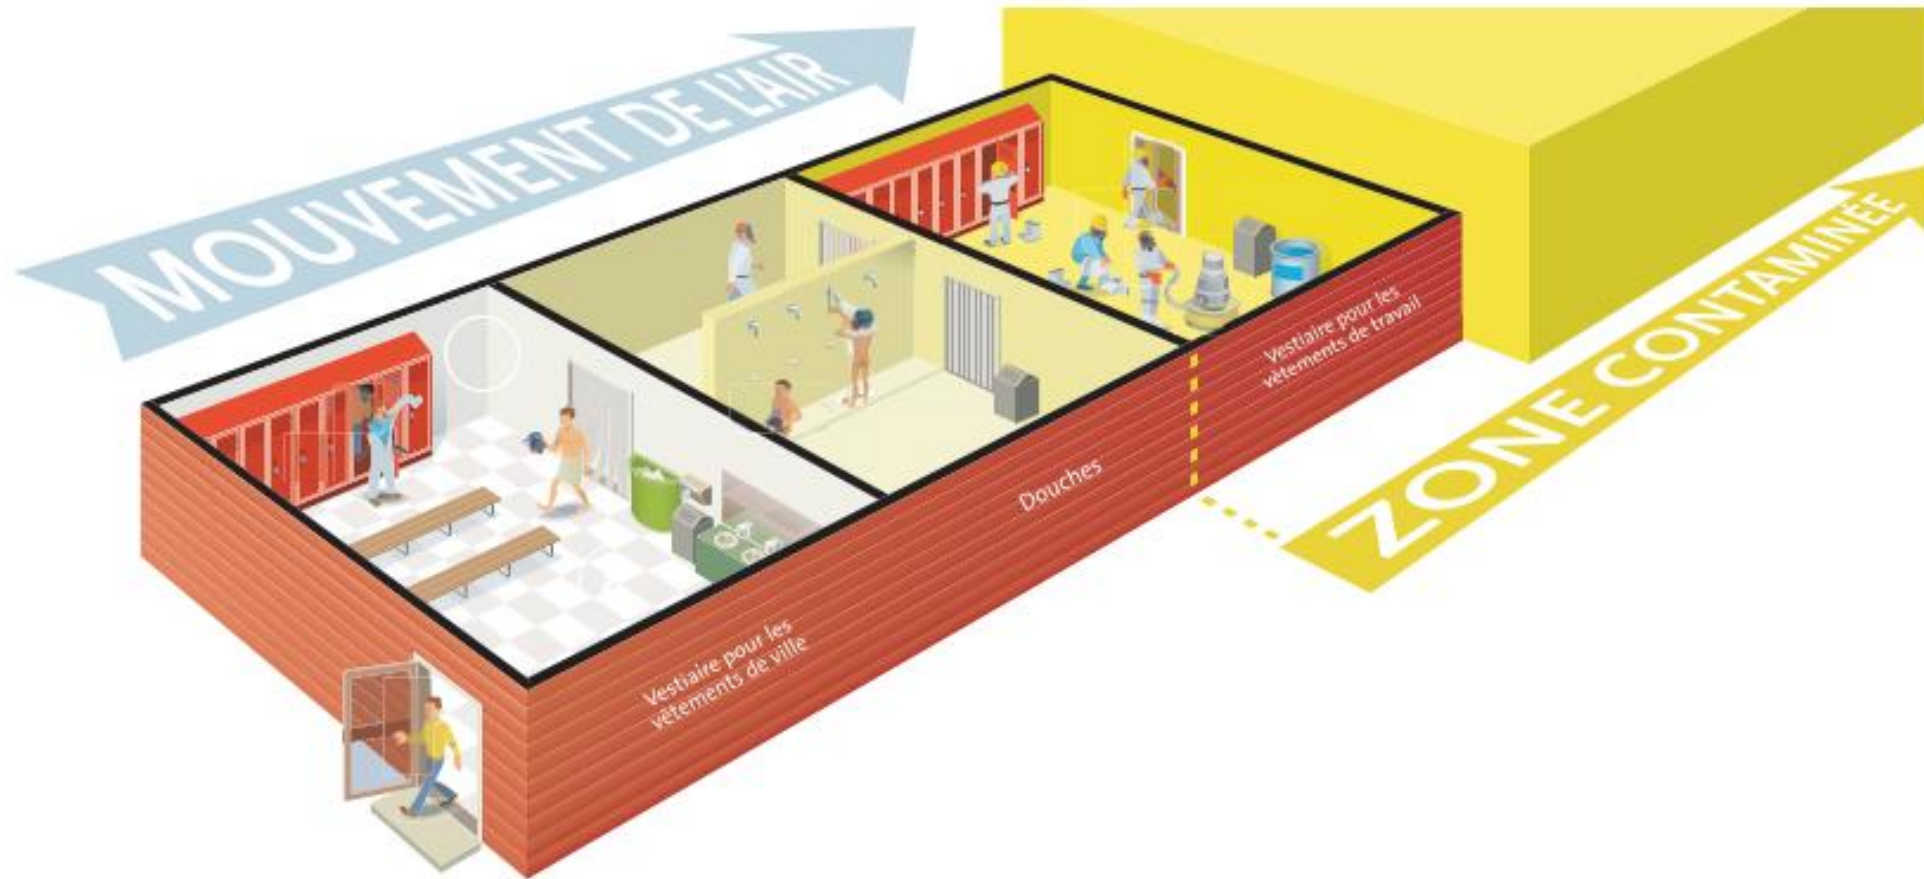 MOUVEMENT DE L'AIR
Vestiaire pour les
vêtements de travail
ZONE CONTAMINÉE
Douches
Vestiaire pour les
vêtements de ville